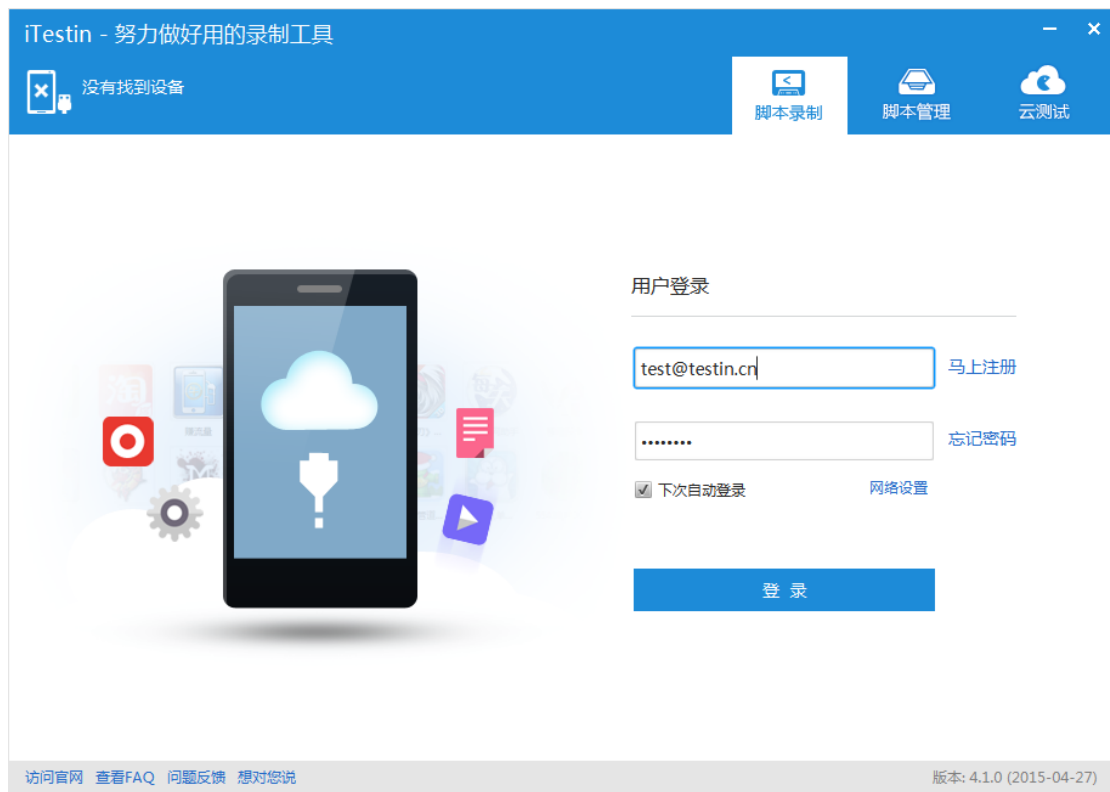 iTestin - 努力做好用的录制工具
没有找到设备
脚本录制
脚本管理
云测试
用户登录
test@testin.cn
马上注册
••••••••
忘记密码
下次自动登录
网络设置
登 录
访问官网 查看FAQ 问题反馈 想对您说
版本: 4.1.0 (2015-04-27)